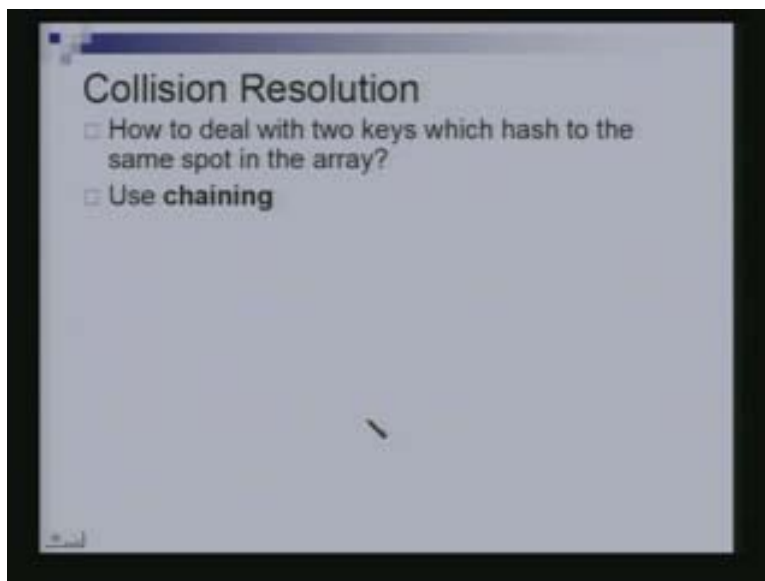 Collision Resolution
How to deal with two keys which hash to the
same spot in the array?
Use chaining